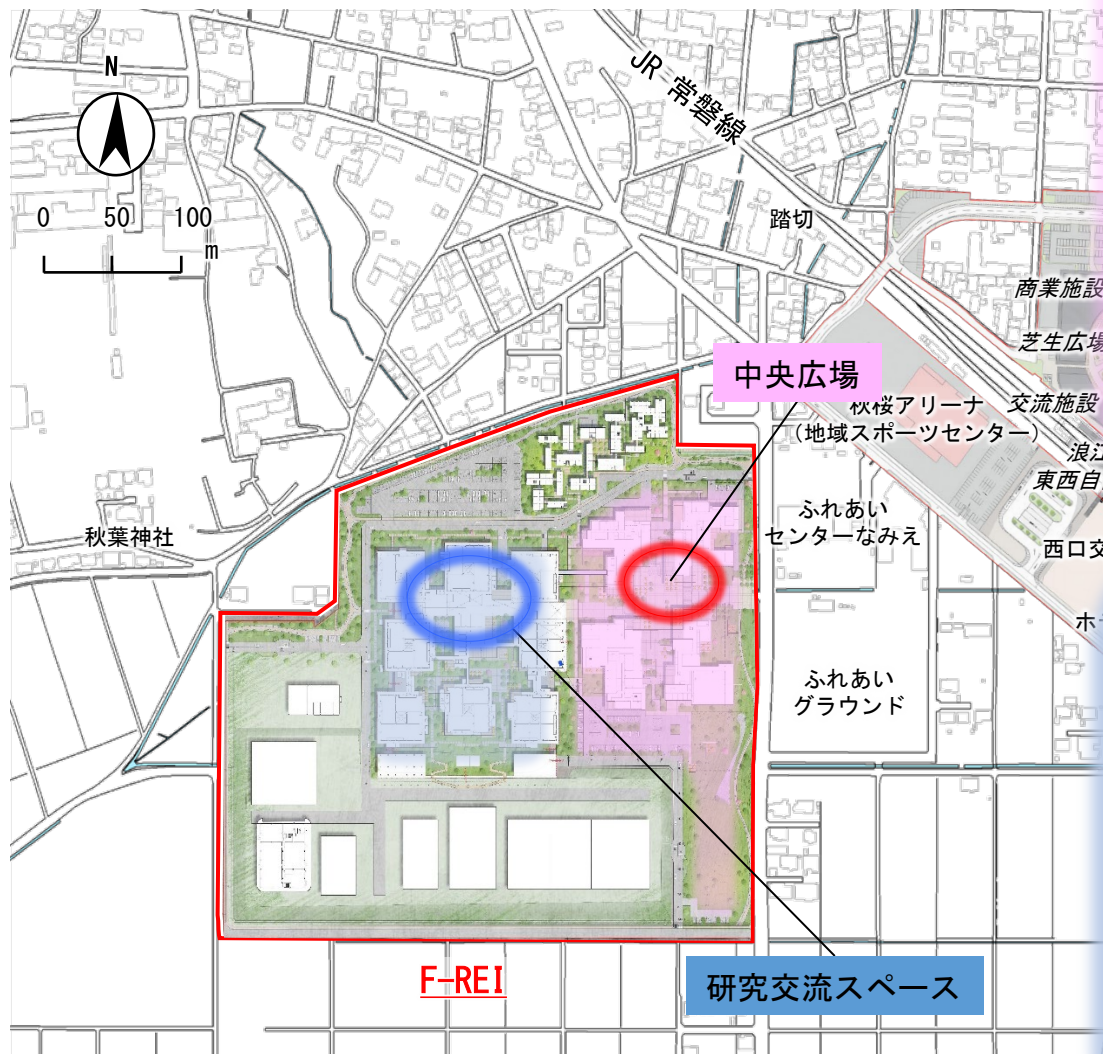 N
0 50 100
m
JR 常磐線
踏切
商業施設
芝生広場
中央広場
秋桜アリーナ
(地域スポーツセンター)
交流施設
浪江
東西自
ふれあい
センターなみえ
西口交
秋葉神社
ホ
ふれあい
グラウンド
F-REI
研究交流スペース